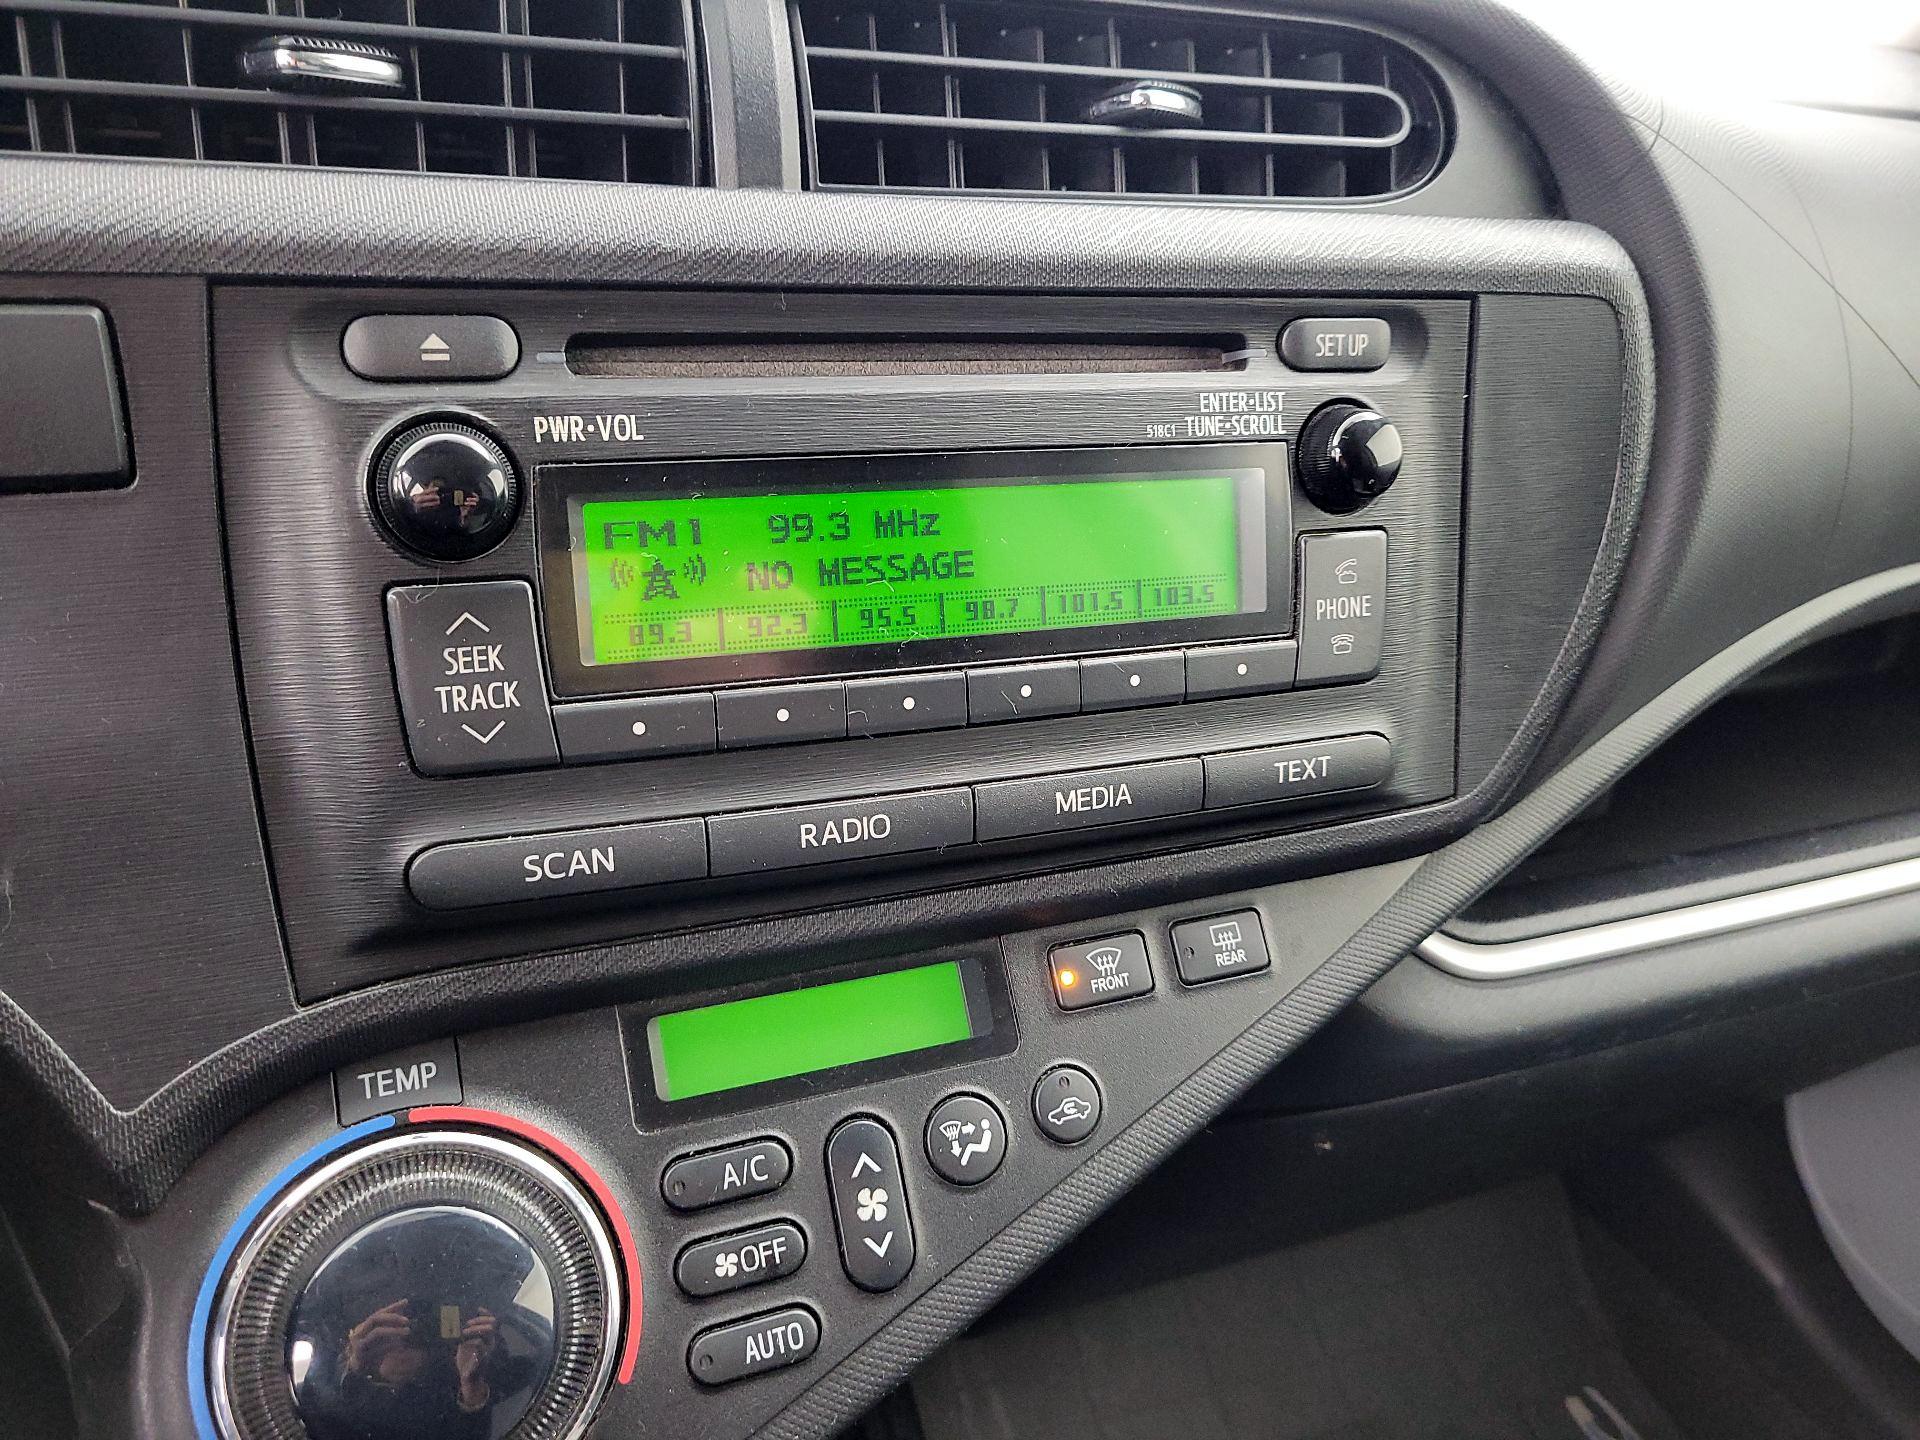 SET UP
PWR•VOL
ENTER•LIST
518C1 TUNE•SCROLL
FM1 99.3 MHz
NO MESSAGE
89.3 92.3 95.5 98.7 101.5 103.5
SEEK
TRACK
PHONE
SCAN RADIO MEDIA TEXT
FRONT
REAR
TEMP
A/C
OFF
AUTO